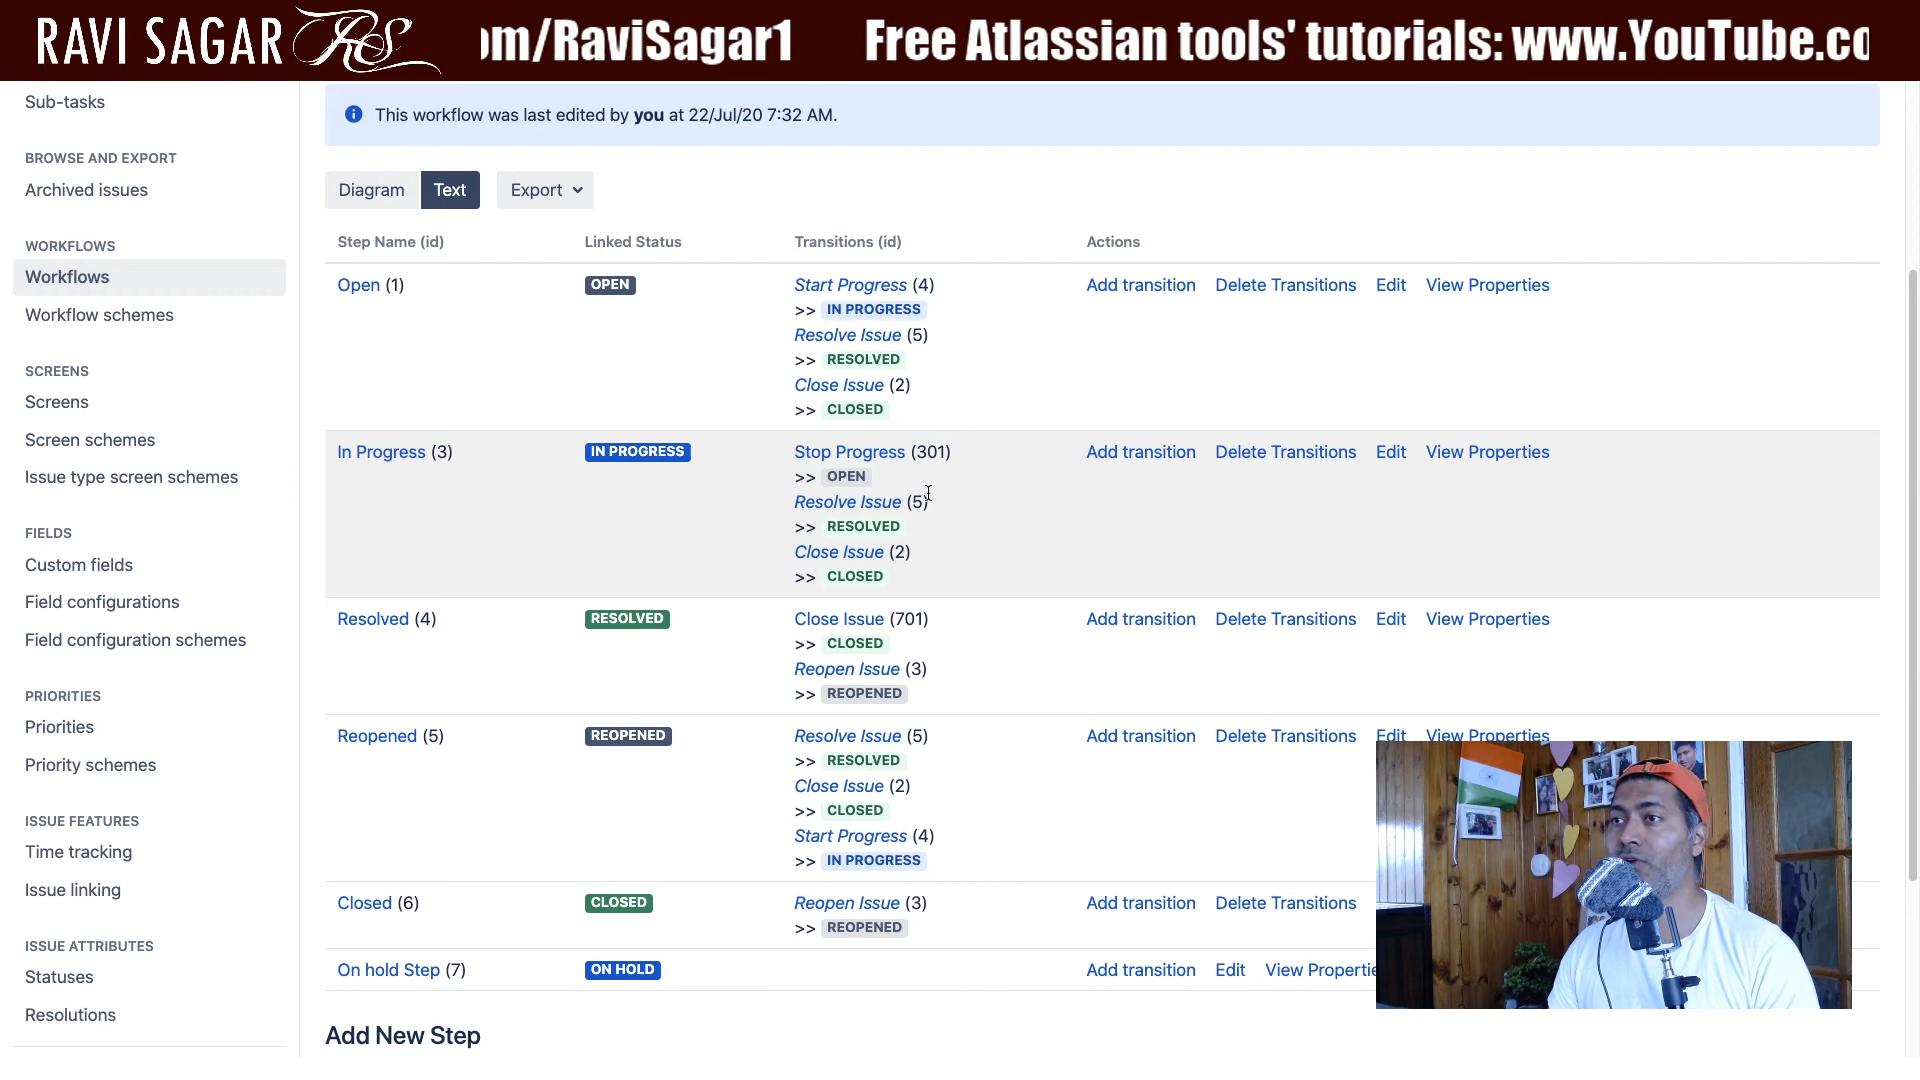 RAVI SAGAR RS om/RaviSagar1 Free Atlassian tools' tutorials: www.YouTube.co
Sub-tasks
BROWSE AND EXPORT
Archived issues
WORKFLOWS
Workflows
Workflow schemes
SCREENS
Screens
Screen schemes
Issue type screen schemes
FIELDS
Custom fields
Field configurations
Field configuration schemes
PRIORITIES
Priorities
Priority schemes
ISSUE FEATURES
Time tracking
Issue linking
ISSUE ATTRIBUTES
Statuses
Resolutions
This workflow was last edited by you at 22/Jul/20 7:32 AM.
Diagram Text Export
Step Name (id) Linked Status Transitions (id) Actions
Open (1) OPEN Start Progress (4) Add transition Delete Transitions Edit View Properties
>> IN PROGRESS
Resolve Issue (5)
>> RESOLVED
Close Issue (2)
>> CLOSED
In Progress (3) IN PROGRESS Stop Progress (301) Add transition Delete Transitions Edit View Properties
>> OPEN
Resolve Issue (5)
>> RESOLVED
Close Issue (2)
>> CLOSED
Resolved (4) RESOLVED Close Issue (701) Add transition Delete Transitions Edit View Properties
>> CLOSED
Reopen Issue (3)
>> REOPENED
Reopened (5) REOPENED Resolve Issue (5) Add transition Delete Transitions Edit View Properties
>> RESOLVED
Close Issue (2)
>> CLOSED
Start Progress (4)
>> IN PROGRESS
Closed (6) CLOSED Reopen Issue (3) Add transition Delete Transitions
>> REOPENED
On hold Step (7) ON HOLD Add transition Edit View Propertie
Add New Step